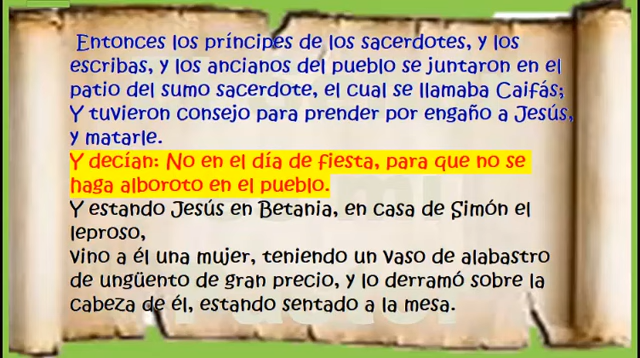 Entonces los príncipes de los sacerdotes, y los
escribas, y los ancianos del pueblo se juntaron en el
patio del sumo sacerdote, el cual se llamaba Caifás;
Y tuvieron consejo para prender por engaño a Jesús,
y matarle.
Y decían: No en el día de fiesta, para que no se
haga alboroto en el pueblo.
Y estando Jesús en Betania, en casa de Simón el
leproso,
vino a él una mujer, teniendo un vaso de alabastro
de ungüento de gran precio, y lo derramó sobre la
cabeza de él, estando sentado a la mesa.